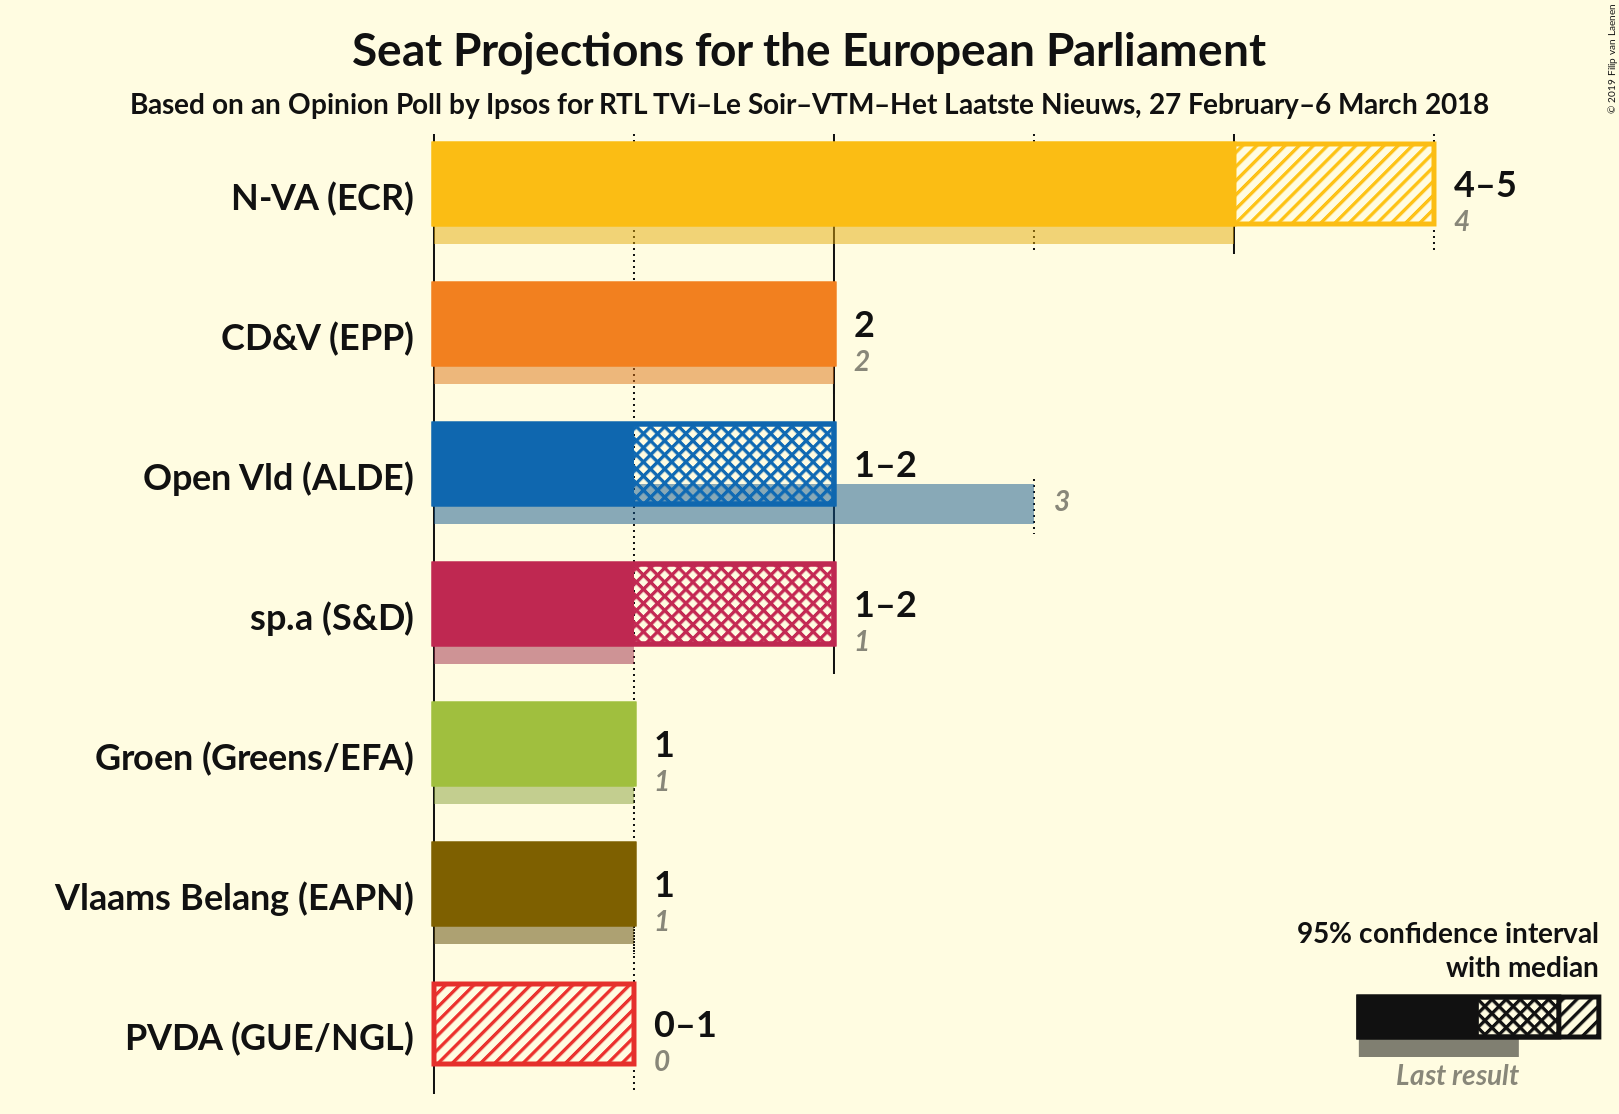 Seat Projections for the European Parliament
Based on an Opinion Poll by Ipsos for RTL TVi–Le Soir–VTM–Het Laatste Nieuws, 27 February–6 March 2018
© 2019 Filip van Laenen
N-VA (ECR)
4–5
4
CD&V (EPP)
2
2
Open Vld (ALDE)
1–2
3
sp.a (S&D)
1–2
1
Groen (Greens/EFA)
1
1
Vlaams Belang (EAPN)
1
1
PVDA (GUE/NGL)
0–1
0
95% confidence interval
with median
Last result